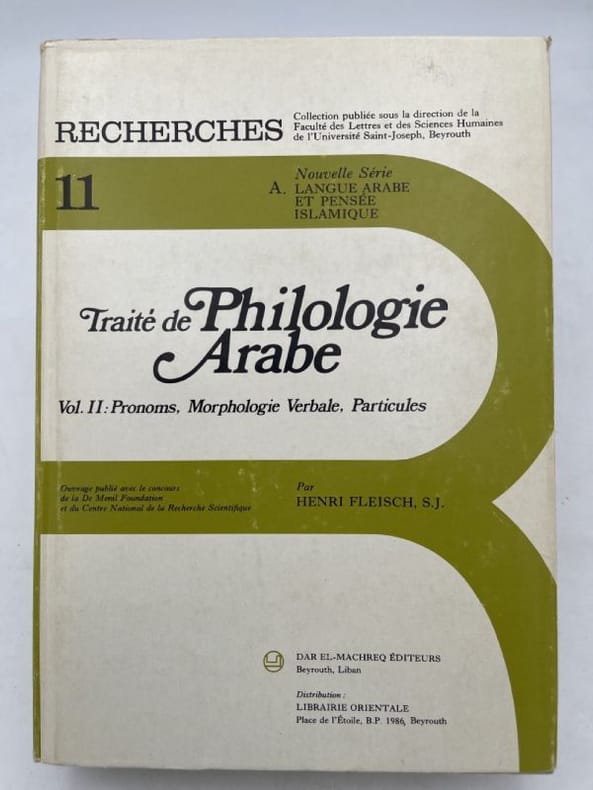 RECHERCHES
Collection publiée sous la direction de la
Faculté des Lettres et des Sciences Humaines
de l'Université Saint-Joseph, Beyrouth
11
Nouvelle Série
A. LANGUE ARABE
ET PENSÉE
ISLAMIQUE
Traité de Philologie
Arabe
Vol. II: Pronoms, Morphologie Verbale, Particules
Ouvrage publié avec le concours
de la De Menil Foundation
et du Centre National de la Recherche Scientifique
Par
HENRI FLEISCH, S.J.
DAR EL-MACHREQ ÉDITEURS
Beyrouth, Liban
Distribution :
LIBRAIRIE ORIENTALE
Place de l'Étoile, B.P. 1986, Beyrouth